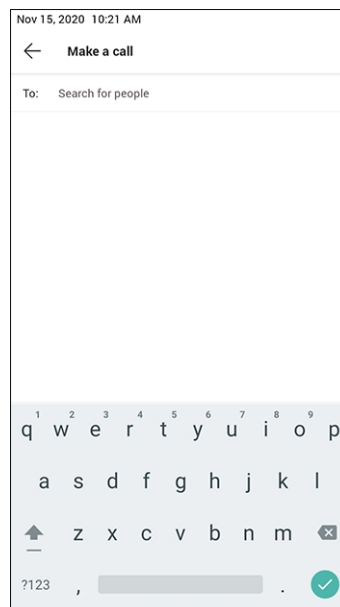 Nov 15, 2020 10:21 AM
Make a call
To: Search for people
1 2 3 4 5 6 7 8 9
q w e r t y u i o p
a s d f g h j k l
z x c v b n m
?123 , .